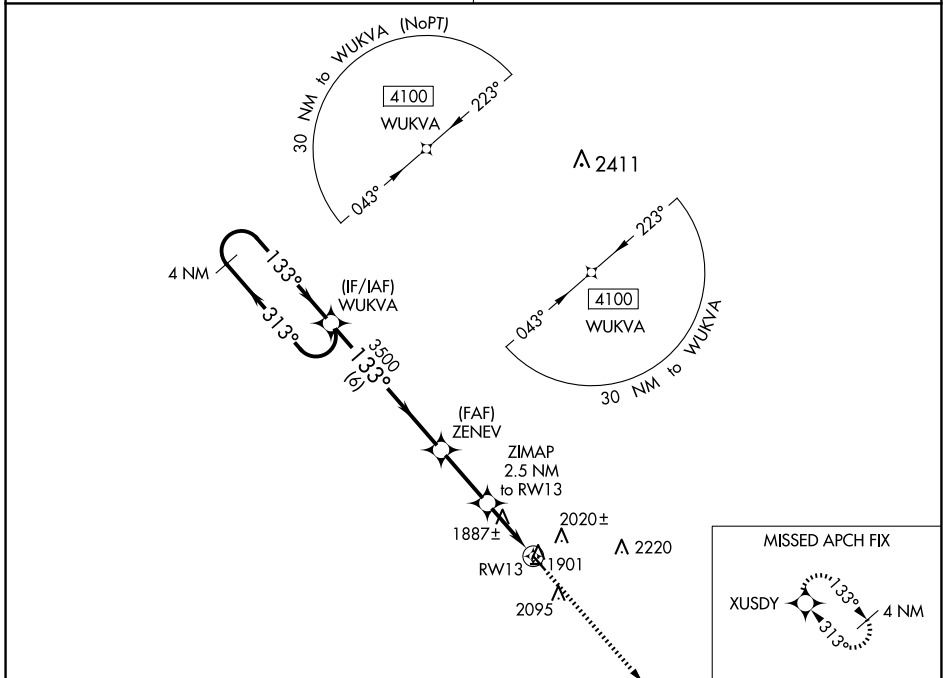 30 NM to WUKVA (NoPT)
4100
WUKVA
223°
043°
2411
223°
4100
WUKVA
043°
30 NM to WUKVA
4 NM
133°
313°
(IF/IAF)
WUKVA
3500
133°
(6)
(FAF)
ZENEV
ZIMAP
2.5 NM
to RW13
1887±
2020±
2220
RW13
1901
2095
MISSED APCH FIX
XUSDY
133°
313°
4 NM